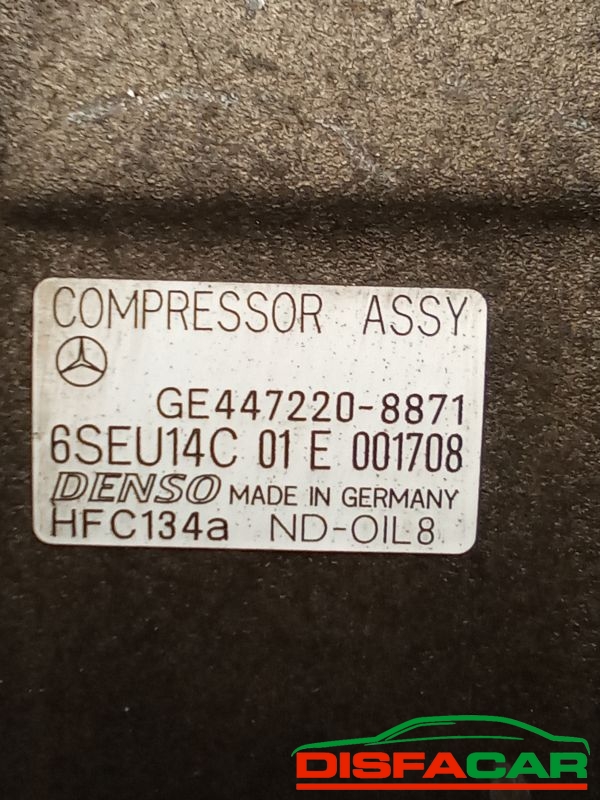 COMPRESSOR ASSY
GE447220-8871
6SEU14C 01 E 001708
DENSO MADE IN GERMANY
HFC134a ND-OIL8
DISFACAR